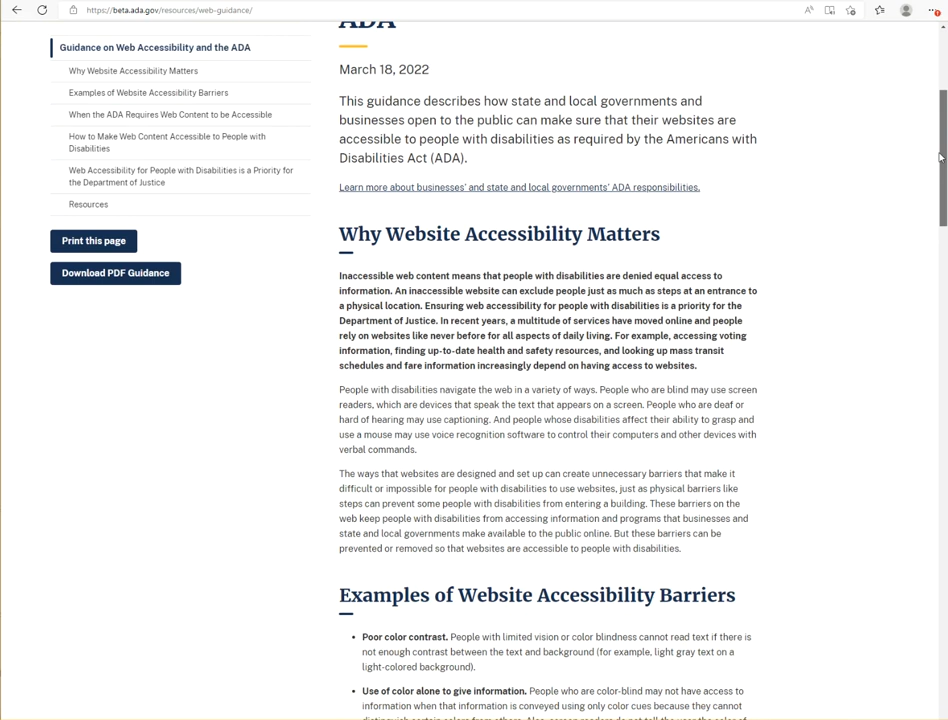 https://beta.ada.gov/resources/web-guidance/
ADA
Guidance on Web Accessibility and the ADA
Why Website Accessibility Matters
Examples of Website Accessibility Barriers
When the ADA Requires Web Content to be Accessible
How to Make Web Content Accessible to People with
Disabilities
Web Accessibility for People with Disabilities is a Priority for
the Department of Justice
Resources
Print this page
Download PDF Guidance
March 18, 2022
This guidance describes how state and local governments and
businesses open to the public can make sure that their websites are
accessible to people with disabilities as required by the Americans with
Disabilities Act (ADA).
Learn more about businesses' and state and local governments' ADA responsibilities.
Why Website Accessibility Matters
Inaccessible web content means that people with disabilities are denied equal access to
information. An inaccessible website can exclude people just as much as steps at an entrance to
a physical location. Ensuring web accessibility for people with disabilities is a priority for the
Department of Justice. In recent years, a multitude of services have moved online and people
rely on websites like never before for all aspects of daily living. For example, accessing voting
information, finding up-to-date health and safety resources, and looking up mass transit
schedules and fare information increasingly depend on having access to websites.
People with disabilities navigate the web in a variety of ways. People who are blind may use screen
readers, which are devices that speak the text that appears on a screen. People who are deaf or
hard of hearing may use captioning. And people whose disabilities affect their ability to grasp and
use a mouse may use voice recognition software to control their computers and other devices with
verbal commands.
The ways that websites are designed and set up can create unnecessary barriers that make it
difficult or impossible for people with disabilities to use websites, just as physical barriers like
steps can prevent some people with disabilities from entering a building. These barriers on the
web keep people with disabilities from accessing information and programs that businesses and
state and local governments make available to the public online. But these barriers can be
prevented or removed so that websites are accessible to people with disabilities.
Examples of Website Accessibility Barriers
• Poor color contrast. People with limited vision or color blindness cannot read text if there is
not enough contrast between the text and background (for example, light gray text on a
light-colored background).
• Use of color alone to give information. People who are color-blind may not have access to
information when that information is conveyed using only color cues because they cannot
distinguish certain colors from others. Also, screen readers do not tell the user the color of